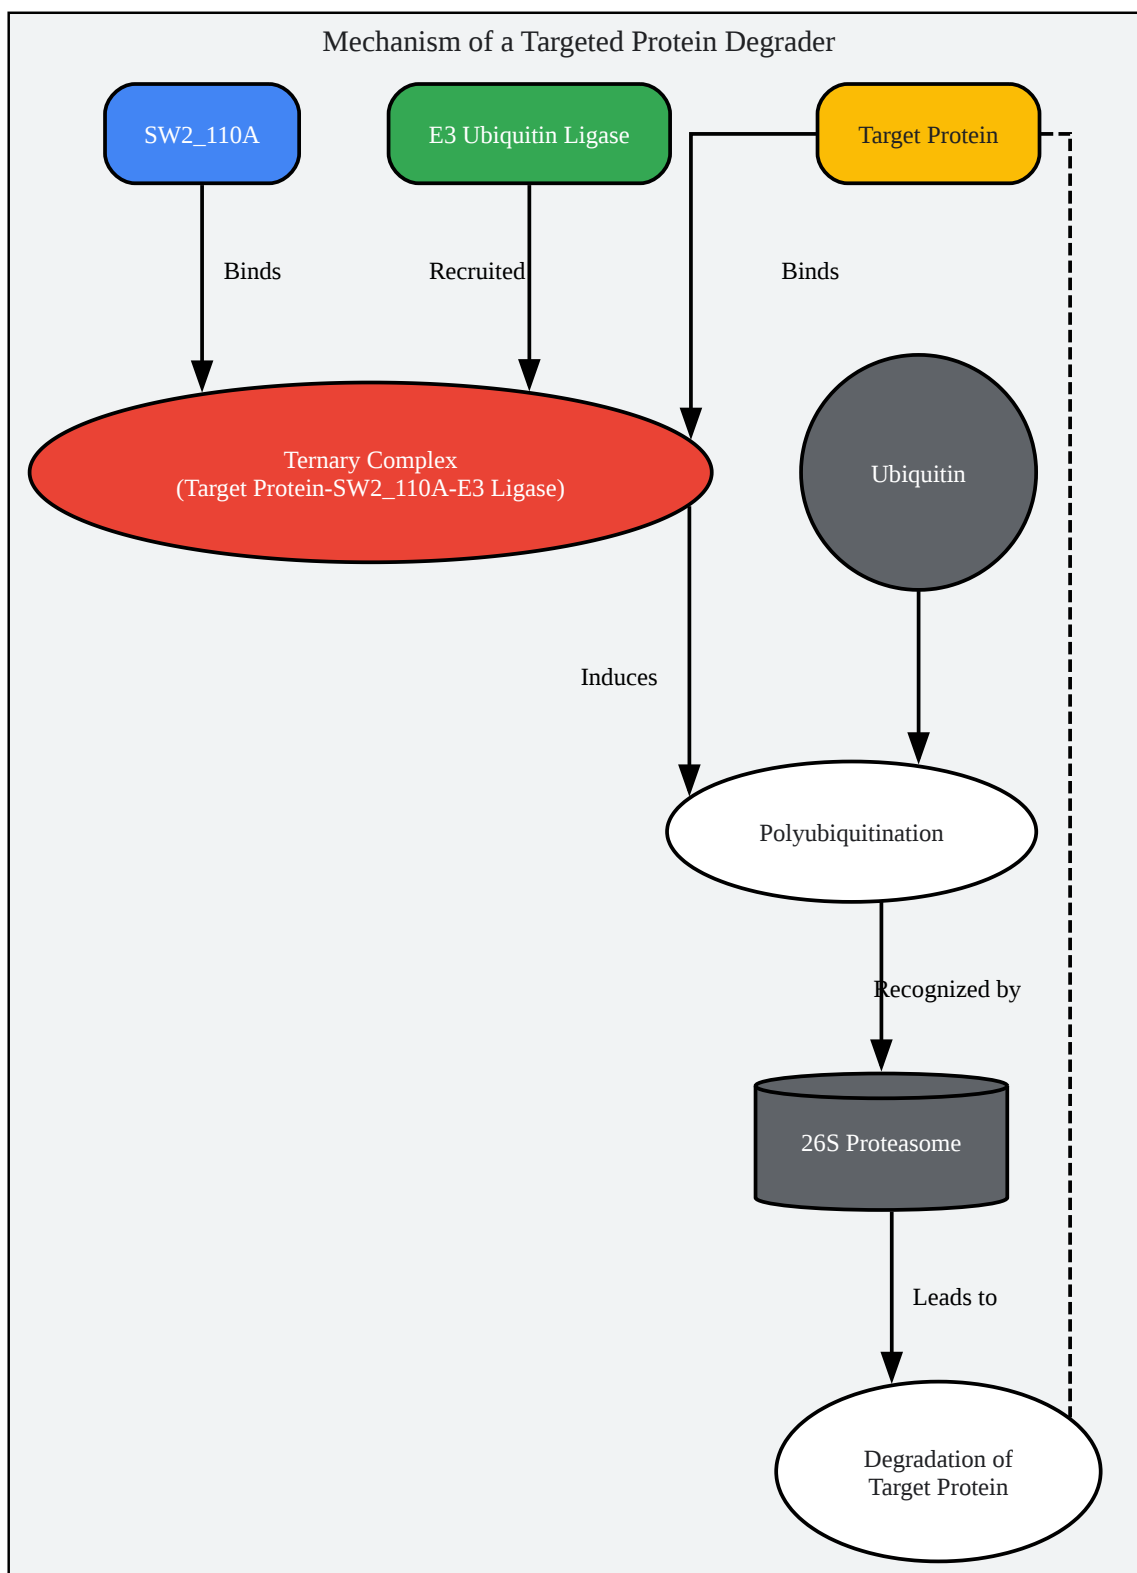 Mechanism of a Targeted Protein Degrader
SW2_110A
E3 Ubiquitin Ligase
Target Protein
Binds
Recruited
Binds
Ternary Complex
(Target Protein-SW2_110A-E3 Ligase)
Ubiquitin
Induces
Polyubiquitination
Recognized by
26S Proteasome
Leads to
Degradation of
Target Protein